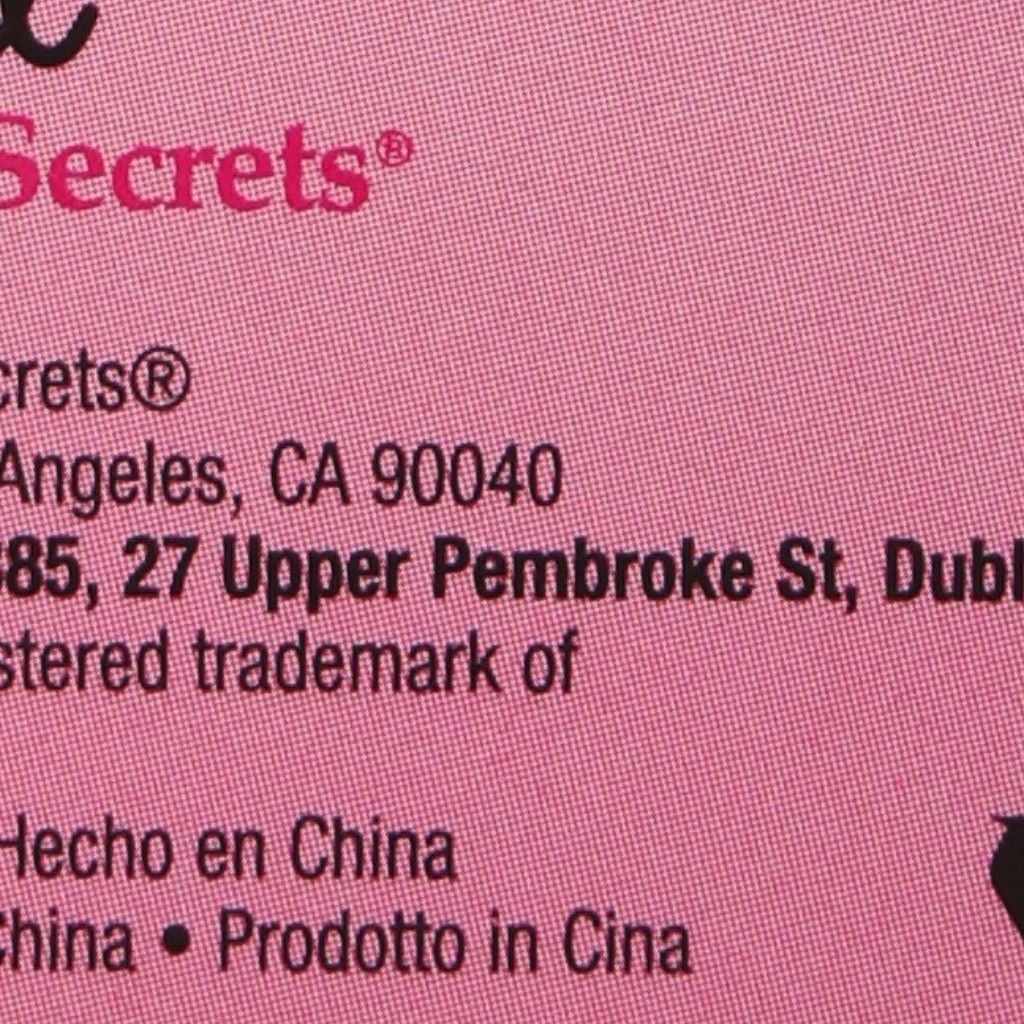 Secrets®
crets®
Angeles, CA 90040
85, 27 Upper Pembroke St, Dubl
stered trademark of
Hecho en China
China • Prodotto in Cina